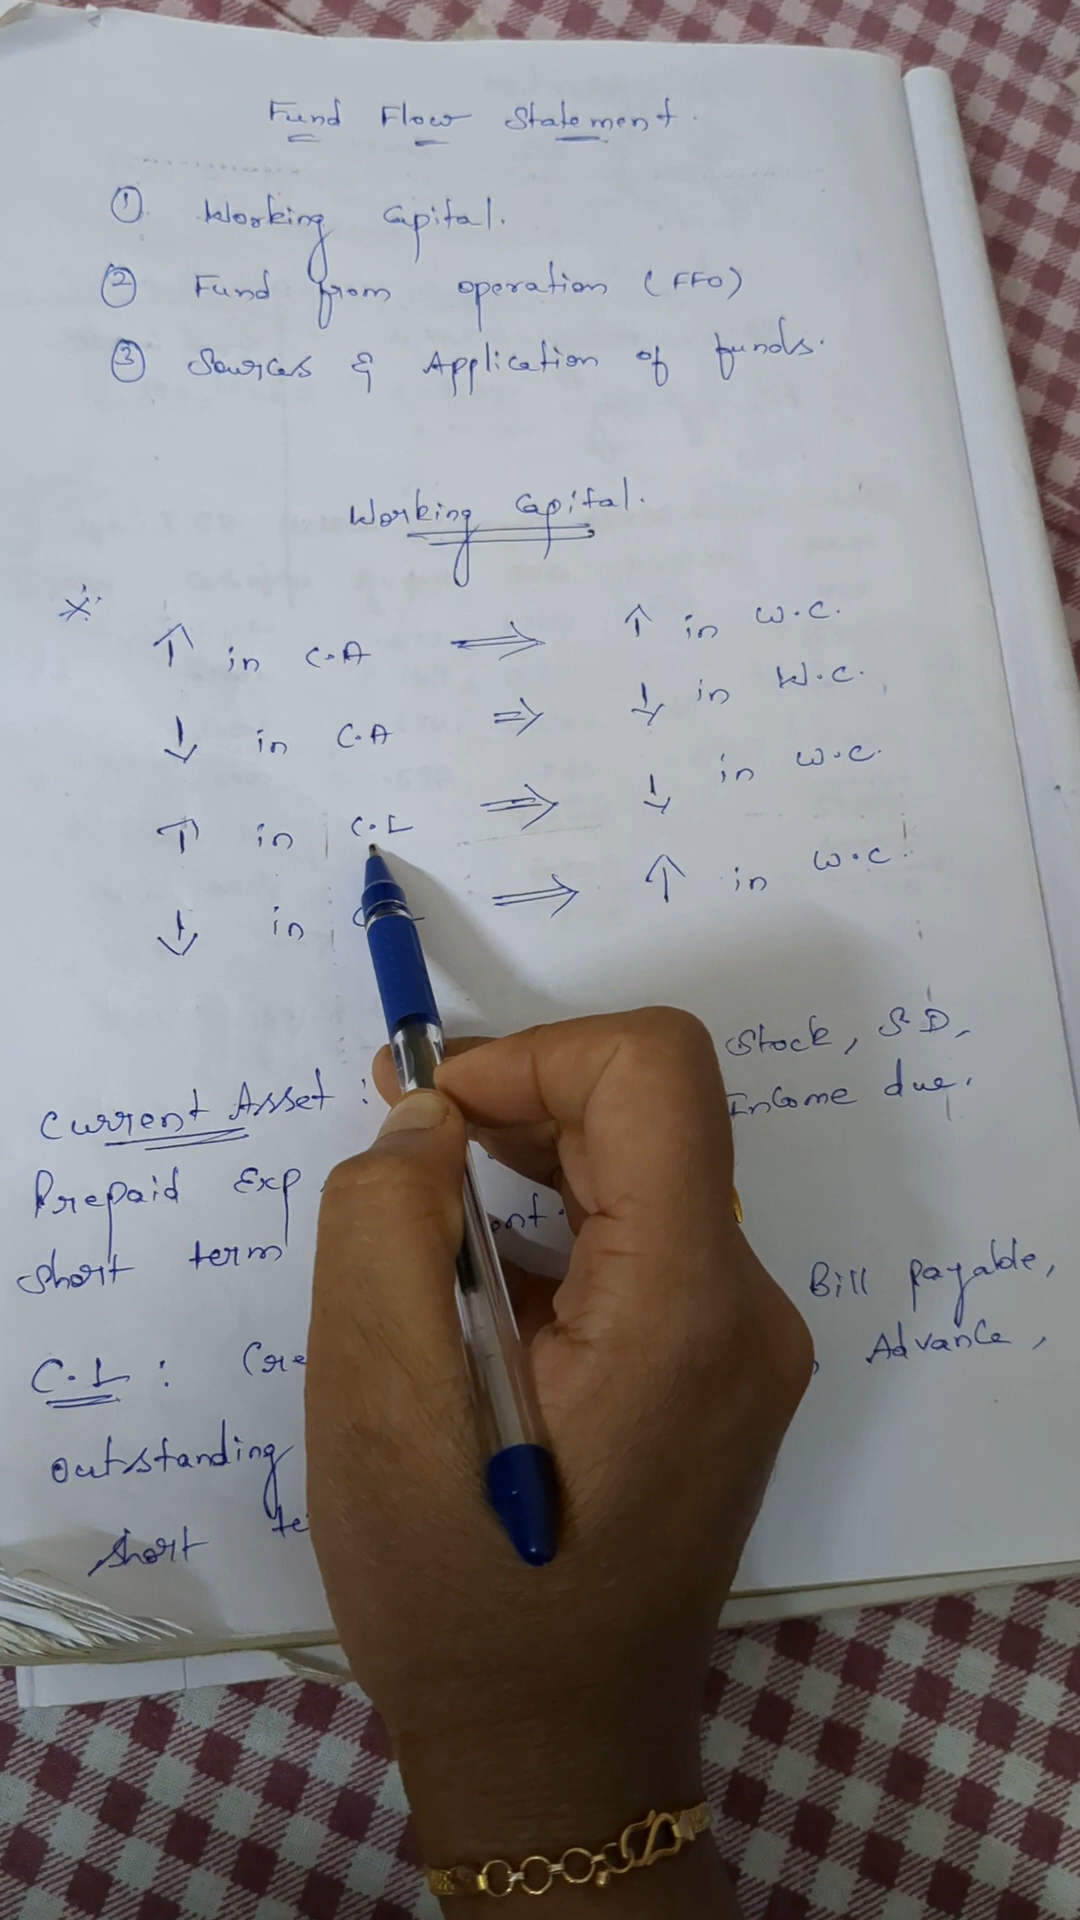 Fund Flow Statement.
① Working Capital.
② Fund from operation (FFO)
③ Sources & Application of funds.
Working Capital.
↑ in C.A ⇒ ↑ in W.C.
↓ in C.A ⇒ ↓ in W.C.
↑ in C.L ⇒ ↓ in W.C.
↓ in ⇒ ↑ in W.C.
Current Asset : Stock, S.D,
Prepaid Exp Income due,
Short term
C.L : Bill payable,
outstanding Advance,
short